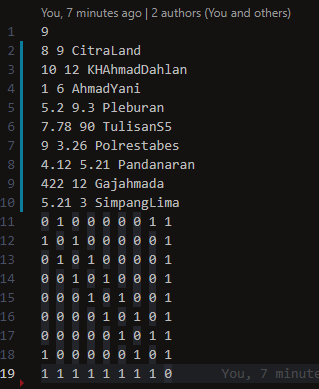 You, 7 minutes ago | 2 authors (You and others)
1 9
2 8 9 CitraLand
3 10 12 KHAhmadDahlan
4 1 6 AhmadYani
5 5.2 9.3 Pleburan
6 7.78 90 TulisanS5
7 9 3.26 Polrestabes
8 4.12 5.21 Pandanaran
9 422 12 Gajahmada
10 5.21 3 SimpangLima
11 0 1 0 0 0 0 0 1 1
12 1 0 1 0 0 0 0 0 1
13 0 1 0 1 0 0 0 0 1
14 0 0 1 0 1 0 0 0 1
15 0 0 0 1 0 1 0 0 1
16 0 0 0 0 1 0 1 0 1
17 0 0 0 0 0 1 0 1 1
18 1 0 0 0 0 0 1 0 1
19 1 1 1 1 1 1 1 1 0 You, 7 minute